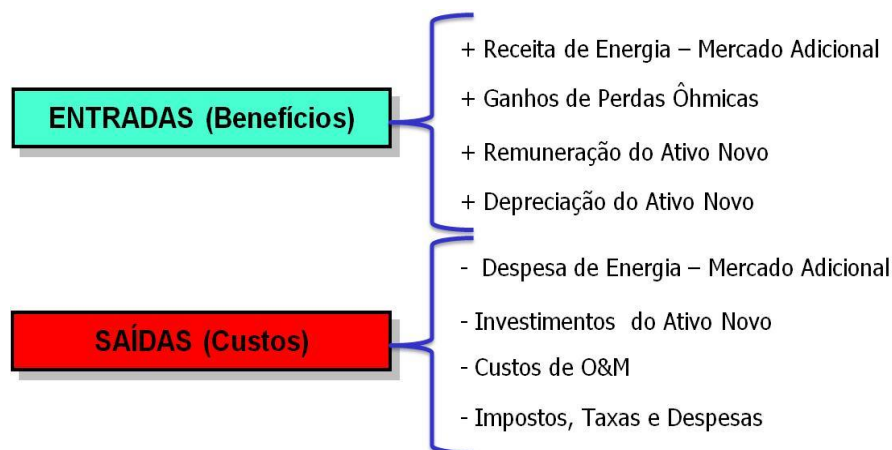 ENTRADAS (Benefícios)
+ Receita de Energia – Mercado Adicional
+ Ganhos de Perdas Ôhmicas
+ Remuneração do Ativo Novo
+ Depreciação do Ativo Novo
SAÍDAS (Custos)
- Despesa de Energia – Mercado Adicional
- Investimentos do Ativo Novo
- Custos de O&M
- Impostos, Taxas e Despesas